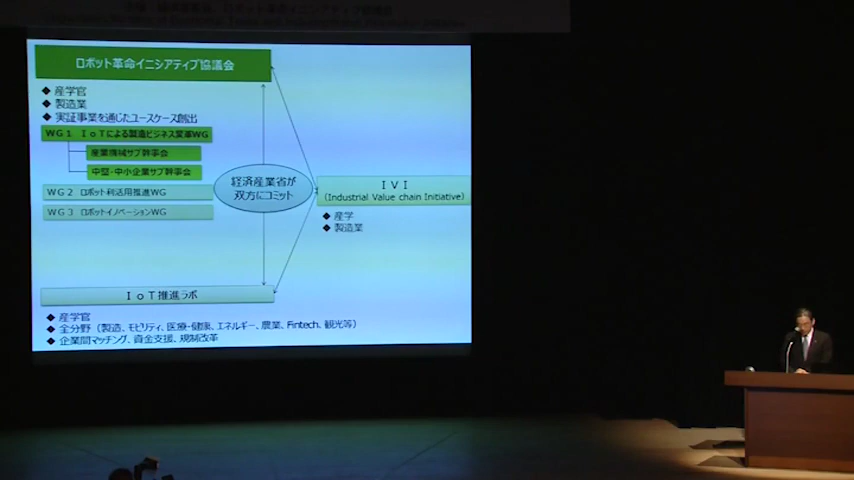 ロボット革命イニシアティブ協議会
◆ 産学官
◆ 製造業
◆ 実証事業を通じたユースケース創出
WG1 IoTによる製造ビジネス変革WG
産業機械サブ幹事会
中堅・中小企業サブ幹事会
WG2 ロボット利活用推進WG
WG3 ロボットイノベーションWG
経済産業省が
双方にコミット
IVI
(Industrial Value chain Initiative)
◆ 産学
◆ 製造業
IoT推進ラボ
◆ 産学官
◆ 全分野（製造、モビリティ、医療・健康、エネルギー、農業、Fintech、観光等）
◆ 企業間マッチング、資金支援、規制改革